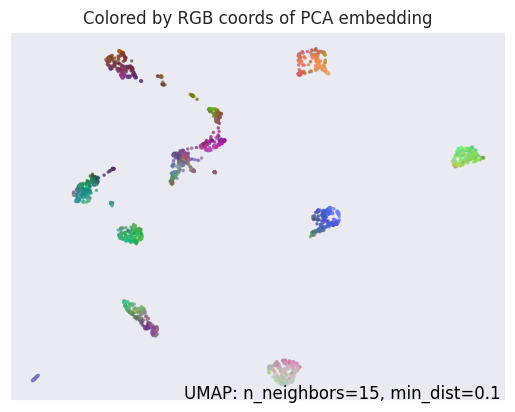 Colored by RGB coords of PCA embedding
UMAP: n_neighbors=15, min_dist=0.1